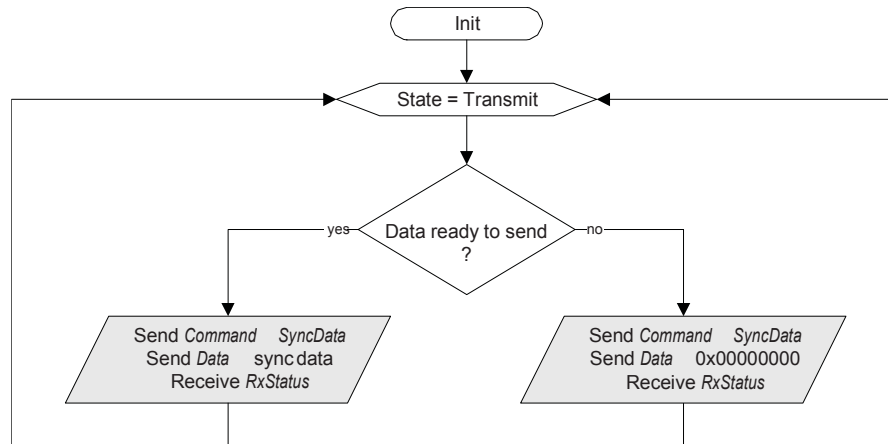 Init
State = Transmit
Data ready to send
?
yes
no
Send Command SyncData
Send Data sync data
Receive RxStatus
Send Command SyncData
Send Data 0x00000000
Receive RxStatus